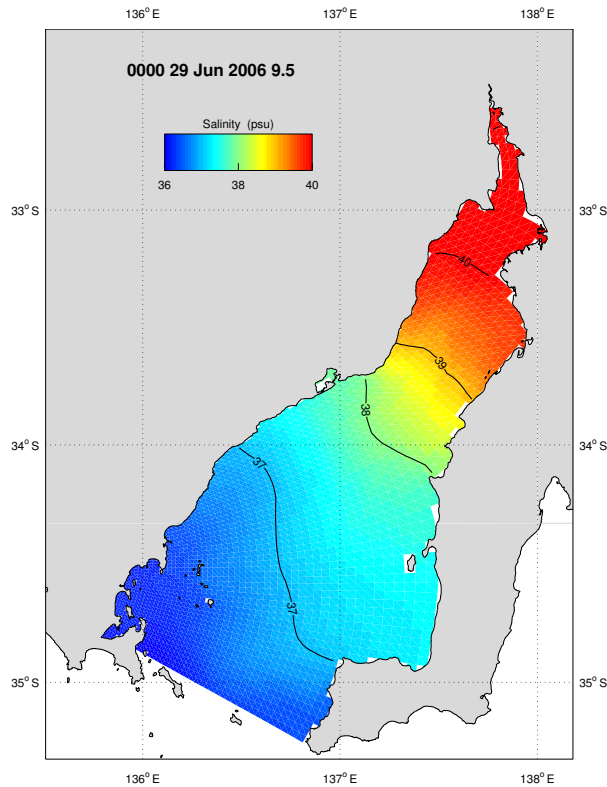 136° E 137° E 138° E
0000 29 Jun 2006 9.5
Salinity (psu)
36 38 40
33° S 33° S
40
39
38
34° S 34° S
37
37
35° S 35° S
136° E 137° E 138° E